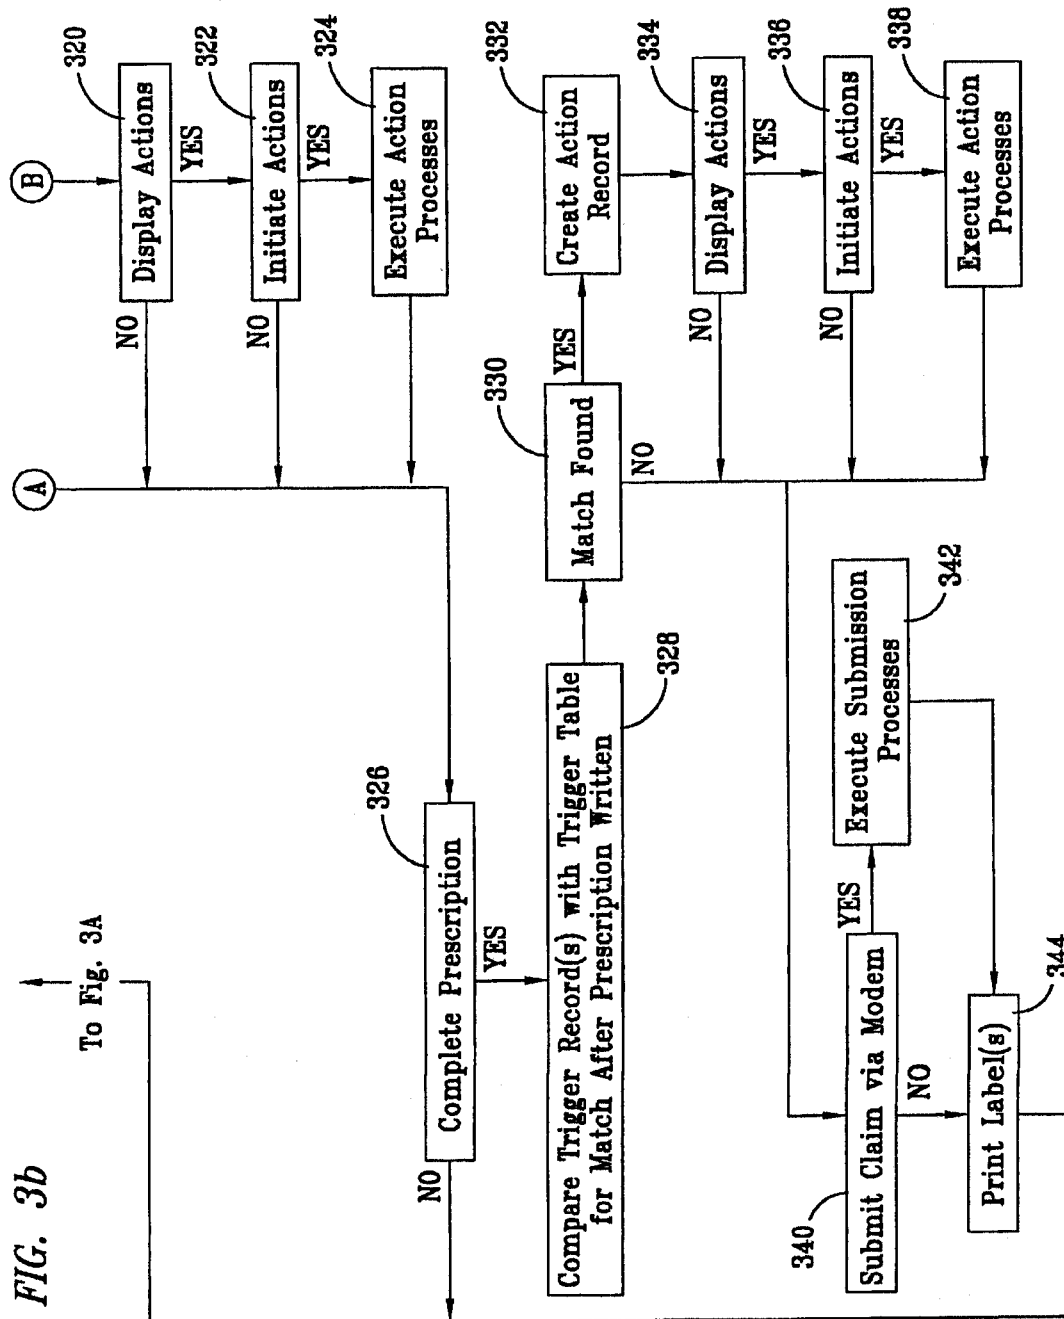 FIG. 3b
To Fig. 3A
A
B
320
Display Actions
NO
YES
322
Initiate Actions
NO
YES
324
Execute Action
Processes
326
Complete Prescription
NO
YES
Compare Trigger Record(s) with Trigger Table
for Match After Prescription Written
328
330
Match Found
YES
NO
332
Create Action
Record
334
Display Actions
NO
YES
336
Initiate Actions
NO
YES
338
Execute Action
Processes
340
Submit Claim via Modem
YES
NO
Execute Submission
Processes
342
Print Label(s)
344